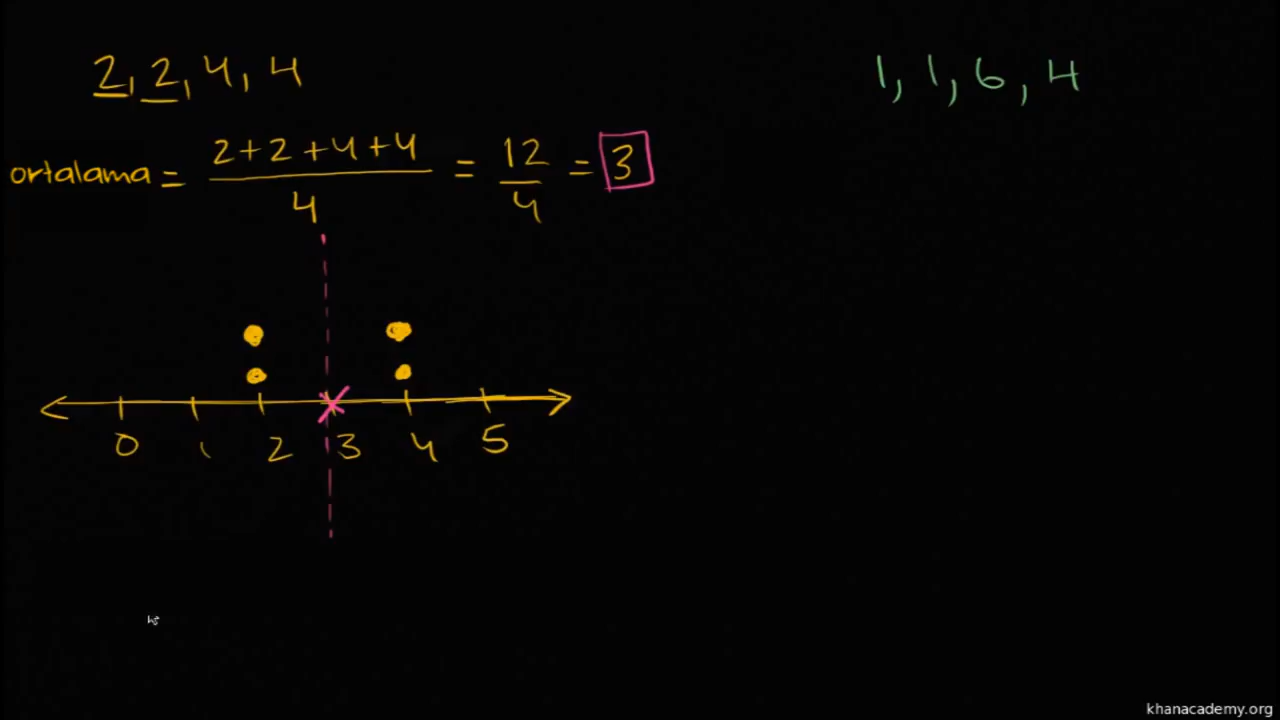 2, 2, 4, 4
1, 1, 6, 4
ortalama = 2+2+4+4 / 4 = 12 / 4 = 3
0 1 2 3 4 5
khanacademy.org